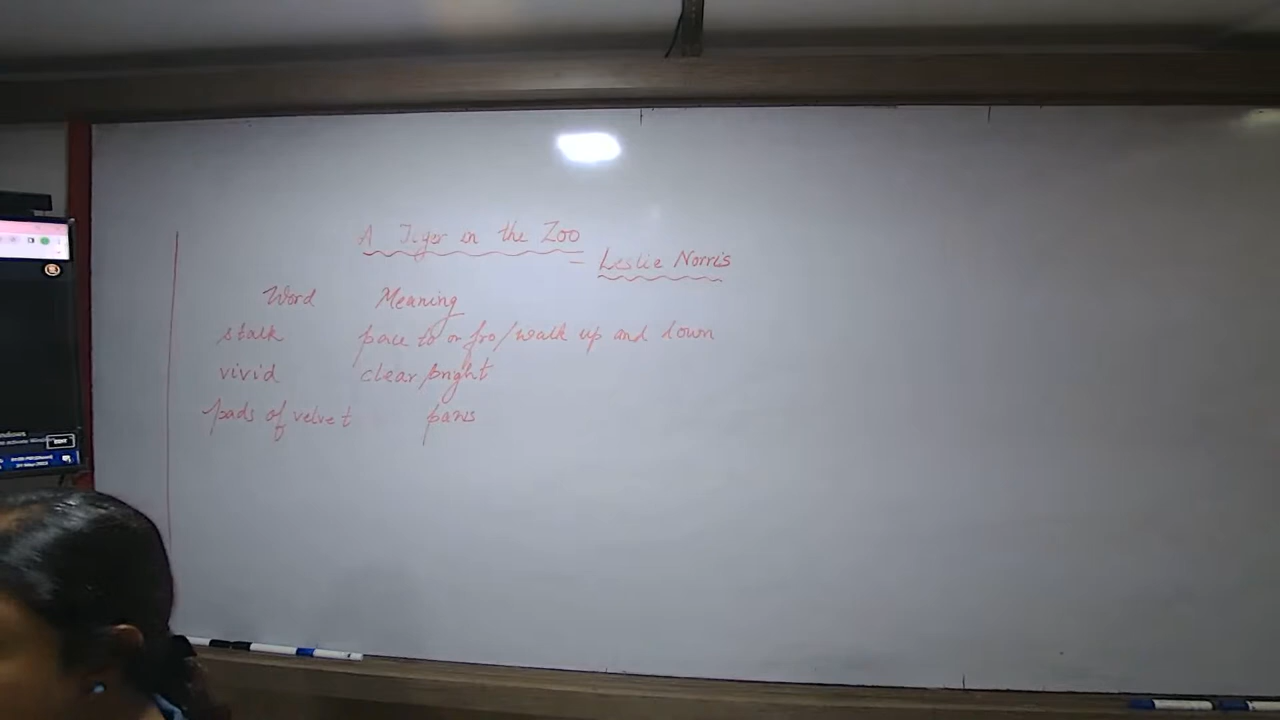 A Tiger in the Zoo
- Leslie Norris
Word Meaning
stalk pace to or fro/walk up and down
vivid clear/bright
pads of velvet paws